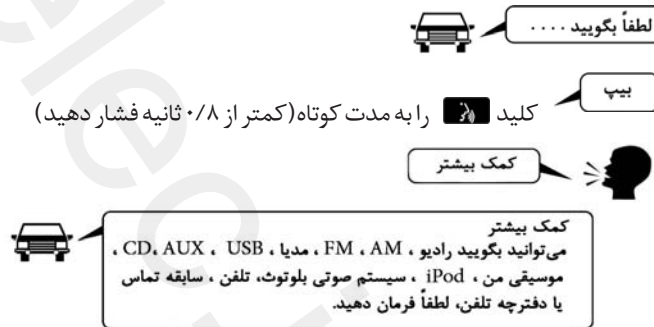 لطفاً بگویید ....
بیپ
کلید را به مدت کوتاه(کمتر از ۰/۸ ثانیه فشار دهید)
کمک بیشتر
کمک بیشتر
می‌توانید بگویید رادیو ، FM ، AM ، مدیا ، CD، AUX ، USB ،
موسیقی من ، iPod ، سیستم صوتی بلوتوث، تلفن ، سابقه تماس
یا دفترچه تلفن، لطفاً فرمان دهید.